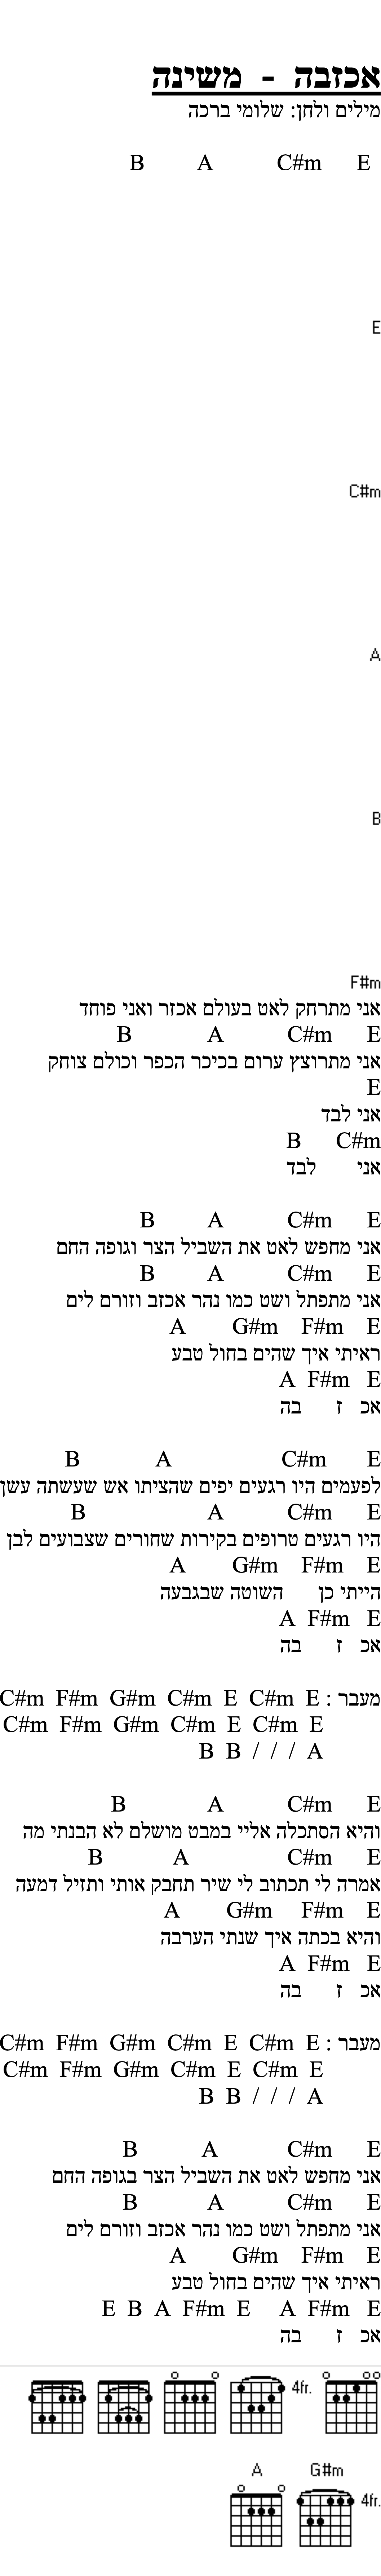 אכזבה - משינה
מילים ולחן: שלומי ברכה
B A C#m E
E
C#m
A
B
F#m
אני מתרחק לאט בעולם אכזר ואני פוחד
B A C#m E
אני מתרוצץ ערום בכיכר הכפר וכולם צוחק
E
אני לבד
B C#m
אני לבד
B A C#m E
אני מחפש לאט את השביל הצר וגופה החם
B A C#m E
אני מתפתל ושט כמו נהר אכזב וזורם לים
A G#m F#m E
ראיתי איך שהים בחול טבע
A F#m E
אכ ז בה
B A C#m E
לפעמים היו רגעים יפים שהציתו אש שעשתה עשן
B A C#m E
היו רגעים טרופים בקירות שחורים שצבועים לבן
A G#m F#m E
הייתי כן השוטה שבגבעה
A F#m E
אכ ז בה
C#m F#m G#m C#m E C#m E : מעבר
C#m F#m G#m C#m E C#m E
B B / / / A
B A C#m E
והיא הסתכלה אליי במבט מושלם לא הבנתי מה
B A C#m E
אמרה לי תכתוב לי שיר תחבק אותי ותזיל דמעה
A G#m F#m E
והיא בכתה איך שנתי הערבה
A F#m E
אכ ז בה
C#m F#m G#m C#m E C#m E : מעבר
C#m F#m G#m C#m E C#m E
B B / / / A
B A C#m E
אני מחפש לאט את השביל הצר בגופה החם
B A C#m E
אני מתפתל ושט כמו נהר אכזב וזורם לים
A G#m F#m E
ראיתי איך שהים בחול טבע
E B A F#m E A F#m E
אכ ז בה
4fr.
A G#m
4fr.